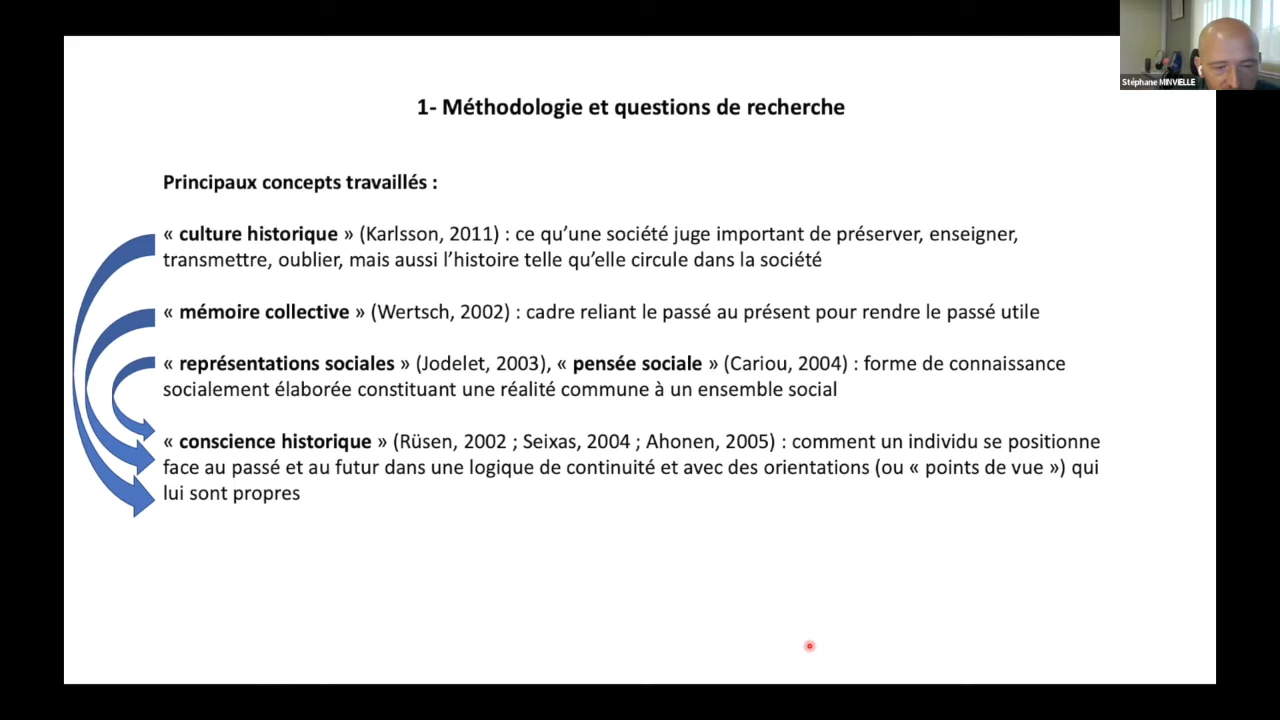 Stéphane MINVIELLE
1- Méthodologie et questions de recherche
Principaux concepts travaillés :
« culture historique » (Karlsson, 2011) : ce qu’une société juge important de préserver, enseigner,
transmettre, oublier, mais aussi l’histoire telle qu’elle circule dans la société
« mémoire collective » (Wertsch, 2002) : cadre reliant le passé au présent pour rendre le passé utile
« représentations sociales » (Jodelet, 2003), « pensée sociale » (Cariou, 2004) : forme de connaissance
socialement élaborée constituant une réalité commune à un ensemble social
« conscience historique » (Rüsen, 2002 ; Seixas, 2004 ; Ahonen, 2005) : comment un individu se positionne
face au passé et au futur dans une logique de continuité et avec des orientations (ou « points de vue ») qui
lui sont propres